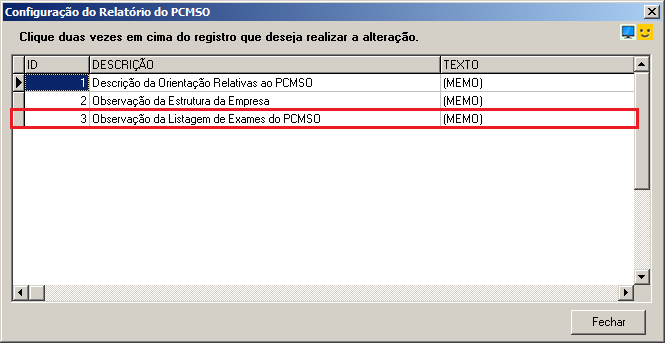 Configuração do Relatório do PCMSO
Clique duas vezes em cima do registro que deseja realizar a alteração.
ID DESCRIÇÃO TEXTO
1 Descrição da Orientação Relativas ao PCMSO (MEMO)
2 Observação da Estrutura da Empresa (MEMO)
3 Observação da Listagem de Exames do PCMSO (MEMO)
Fechar